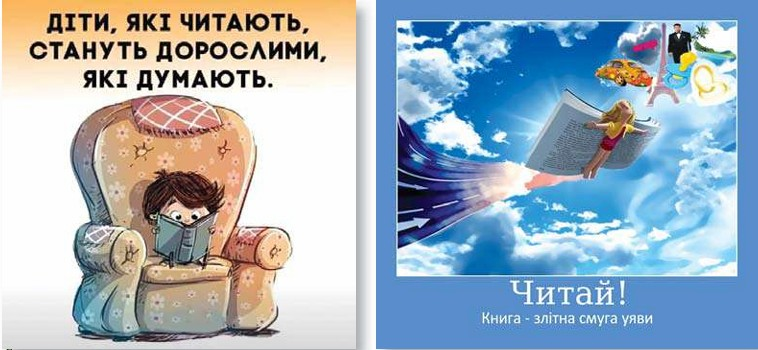 ДІТИ, ЯКІ ЧИТАЮТЬ,
СТАНУТЬ ДОРОСЛИМИ,
ЯКІ ДУМАЮТЬ.
Читай!
Книга - злітна смуга уяви